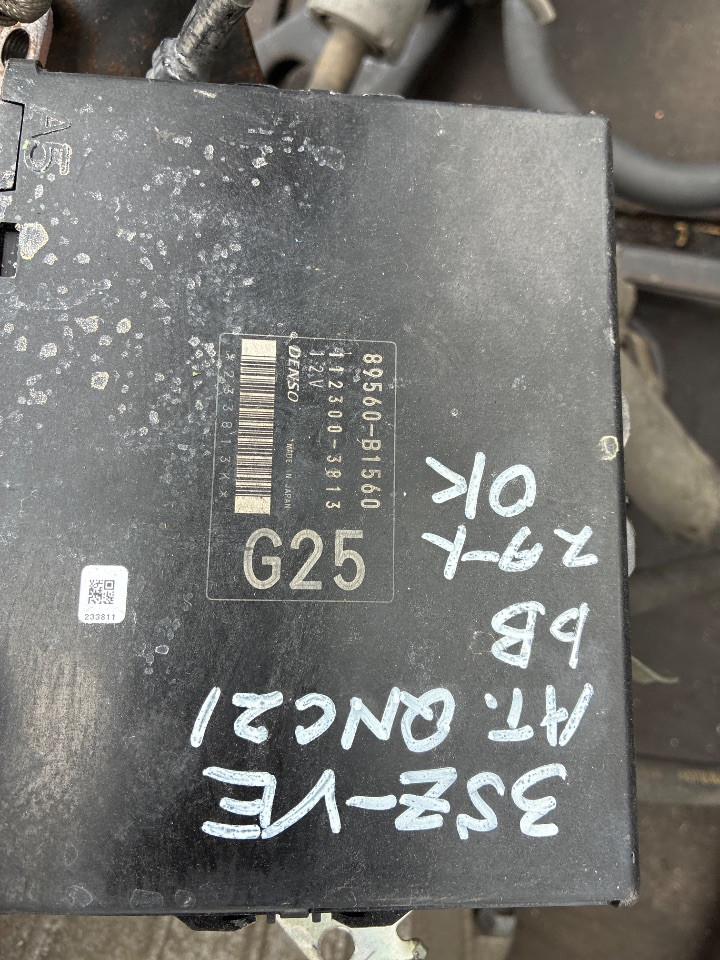 A5
89560-B1560
112300-3813
12V
DENSO MADE IN JAPAN
G25
233811
3SZ-VE
AT. QNC21
bB
スタート
OK